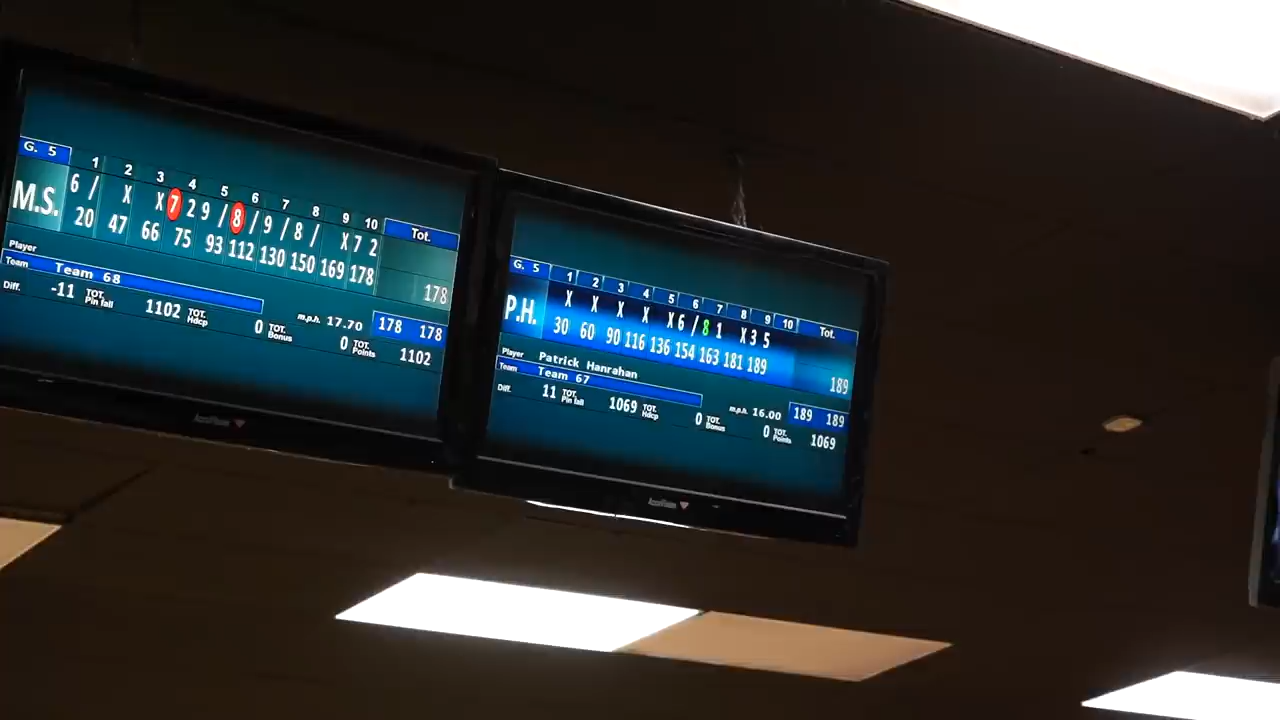 G. 5 1 2 3 4 5 6 7 8 9 10 Tot.
M.S. 6 / X X 7 2 9 / 8 / 9 / 8 / X 7 2
20 47 66 75 93 112 130 150 169 178 178
Player
Team Team 68
Diff. -11 TOT. Pin fall 1102 TOT. Hdcp 0 TOT. Bonus m.p.h. 17.70 0 TOT. Points 178 178 1102
AccuVision
G. 5 1 2 3 4 5 6 7 8 9 10 Tot.
P.H. X X X X X 6 / 8 1 X 3 5
30 60 90 116 136 154 163 181 189 189
Player Patrick Hanrahan
Team Team 67
Diff. 11 TOT. Pin fall 1069 TOT. Hdcp 0 TOT. Bonus m.p.h. 16.00 0 TOT. Points 189 189 1069
AccuVision